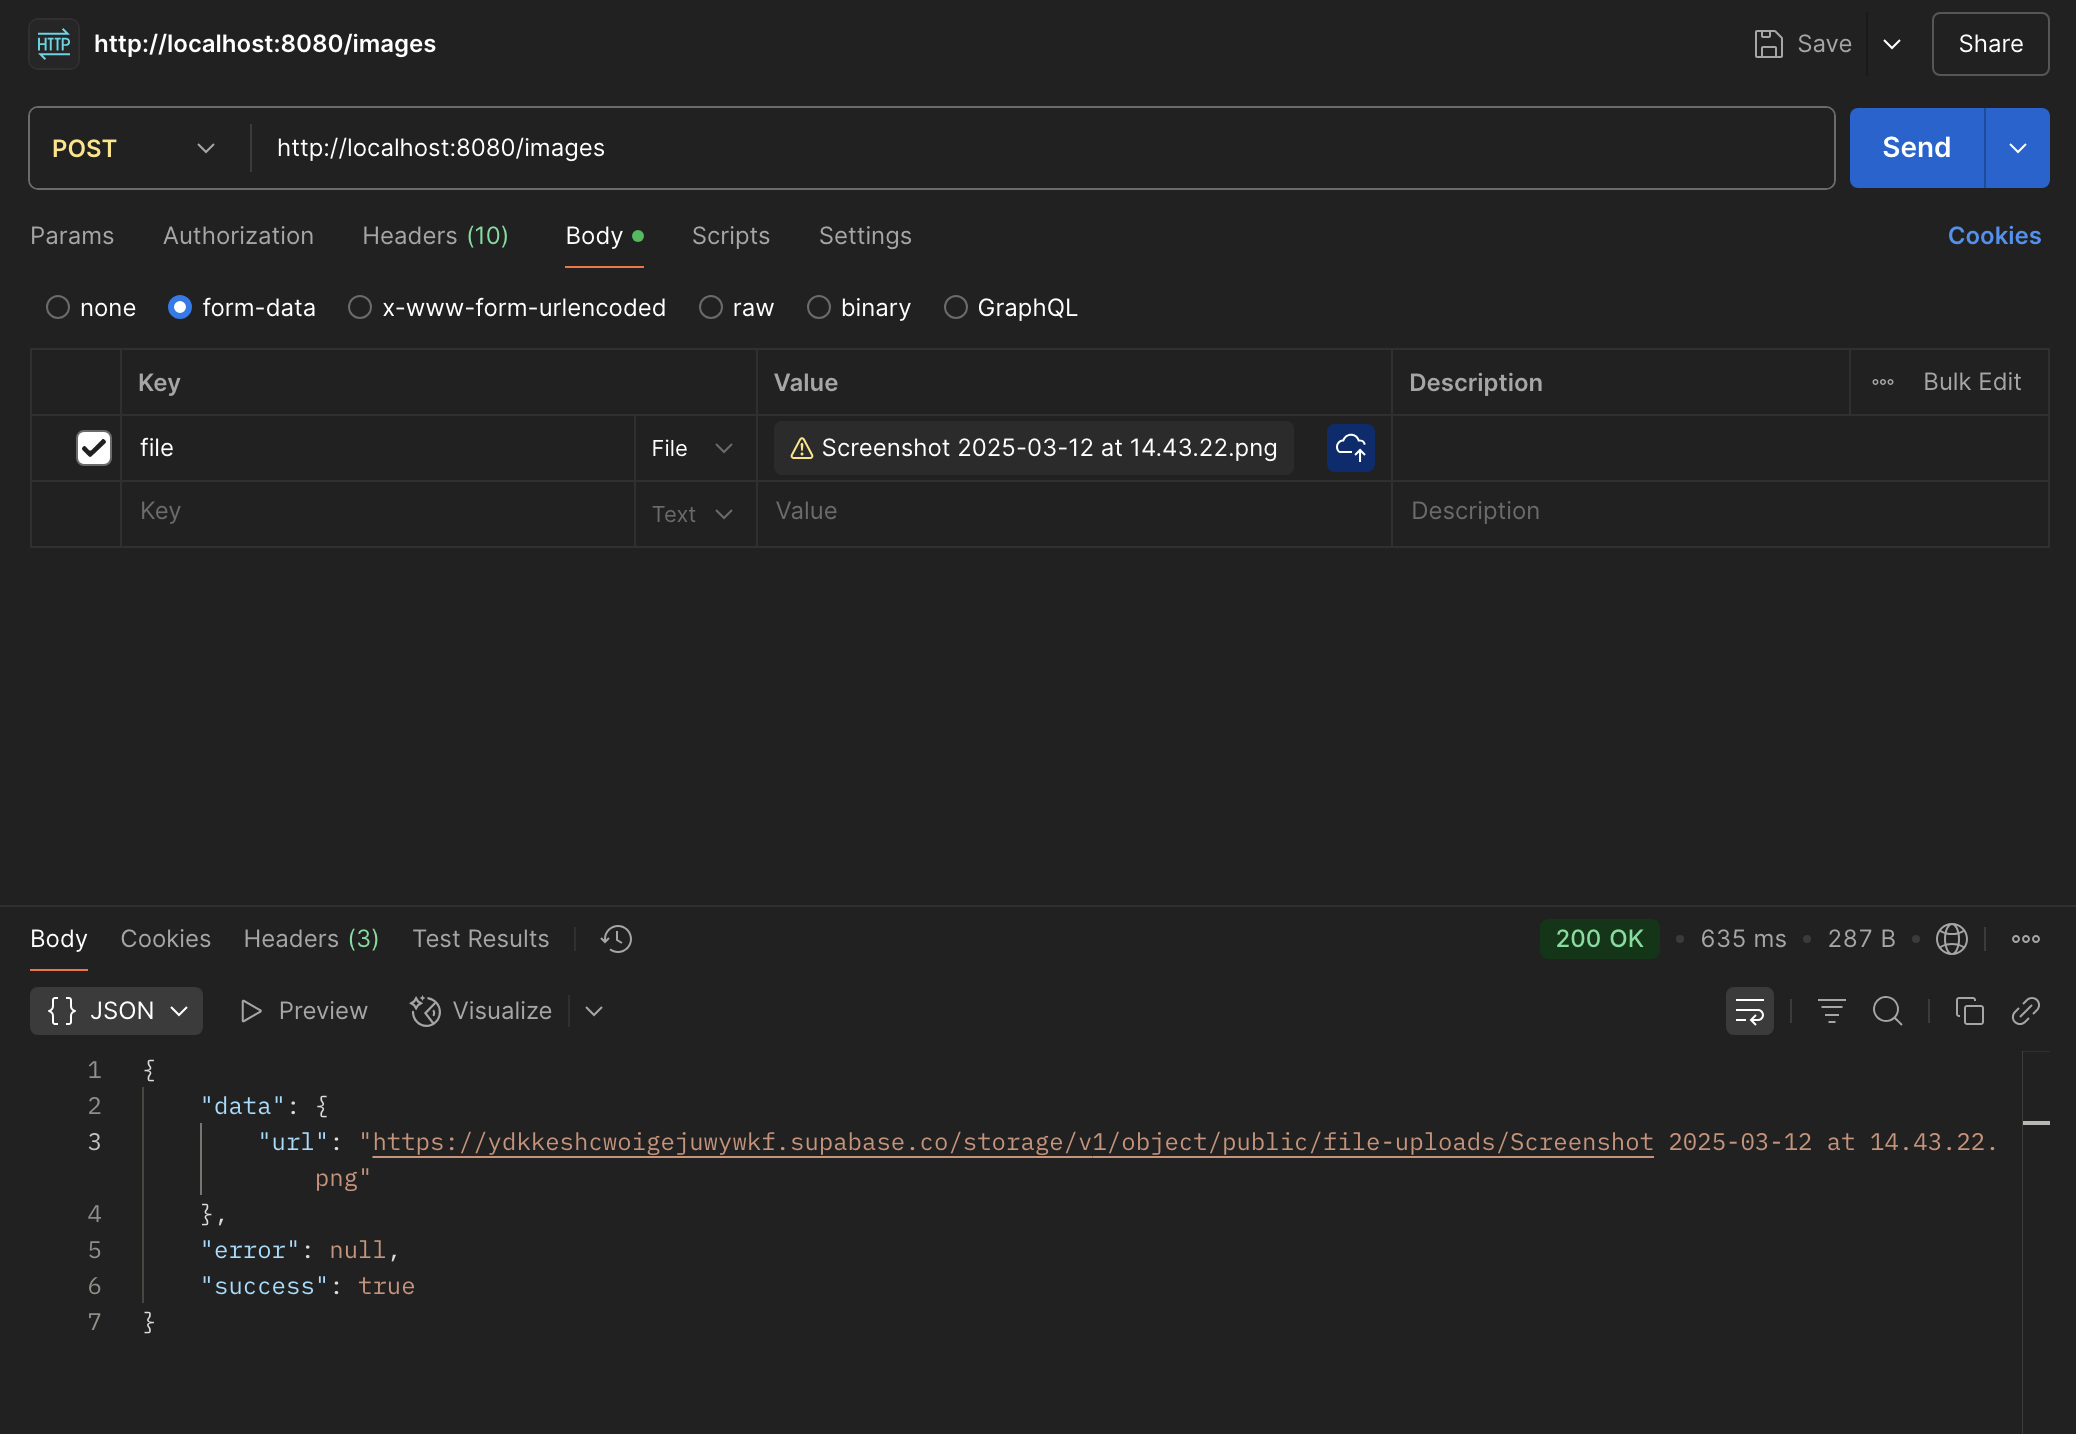 HTTP http://localhost:8080/images Save Share
POST http://localhost:8080/images Send
Params Authorization Headers (10) Body Scripts Settings Cookies
none form-data x-www-form-urlencoded raw binary GraphQL
Key Value Description Bulk Edit
file File Screenshot 2025-03-12 at 14.43.22.png
Key Text Value Description
Body Cookies Headers (3) Test Results 200 OK 635 ms 287 B
{} JSON Preview Visualize
1 {
2 "data": {
3 "url": "https://ydkkeshcwoigejuwywkf.supabase.co/storage/v1/object/public/file-uploads/Screenshot 2025-03-12 at 14.43.22.
png"
4 },
5 "error": null,
6 "success": true
7 }